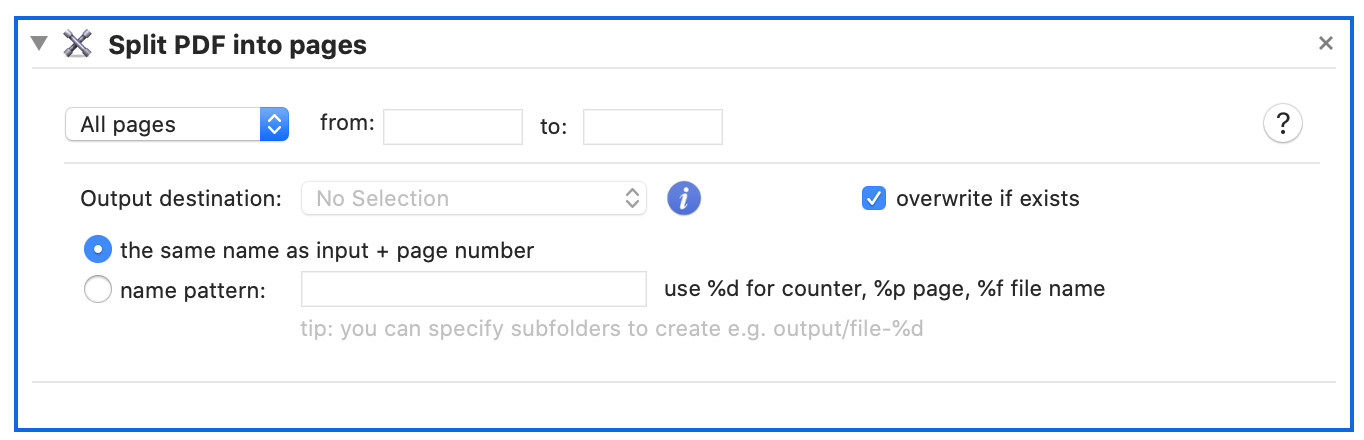 Split PDF into pages
All pages from: to: ?
Output destination: No Selection i overwrite if exists
the same name as input + page number
name pattern: use %d for counter, %p page, %f file name
tip: you can specify subfolders to create e.g. output/file-%d